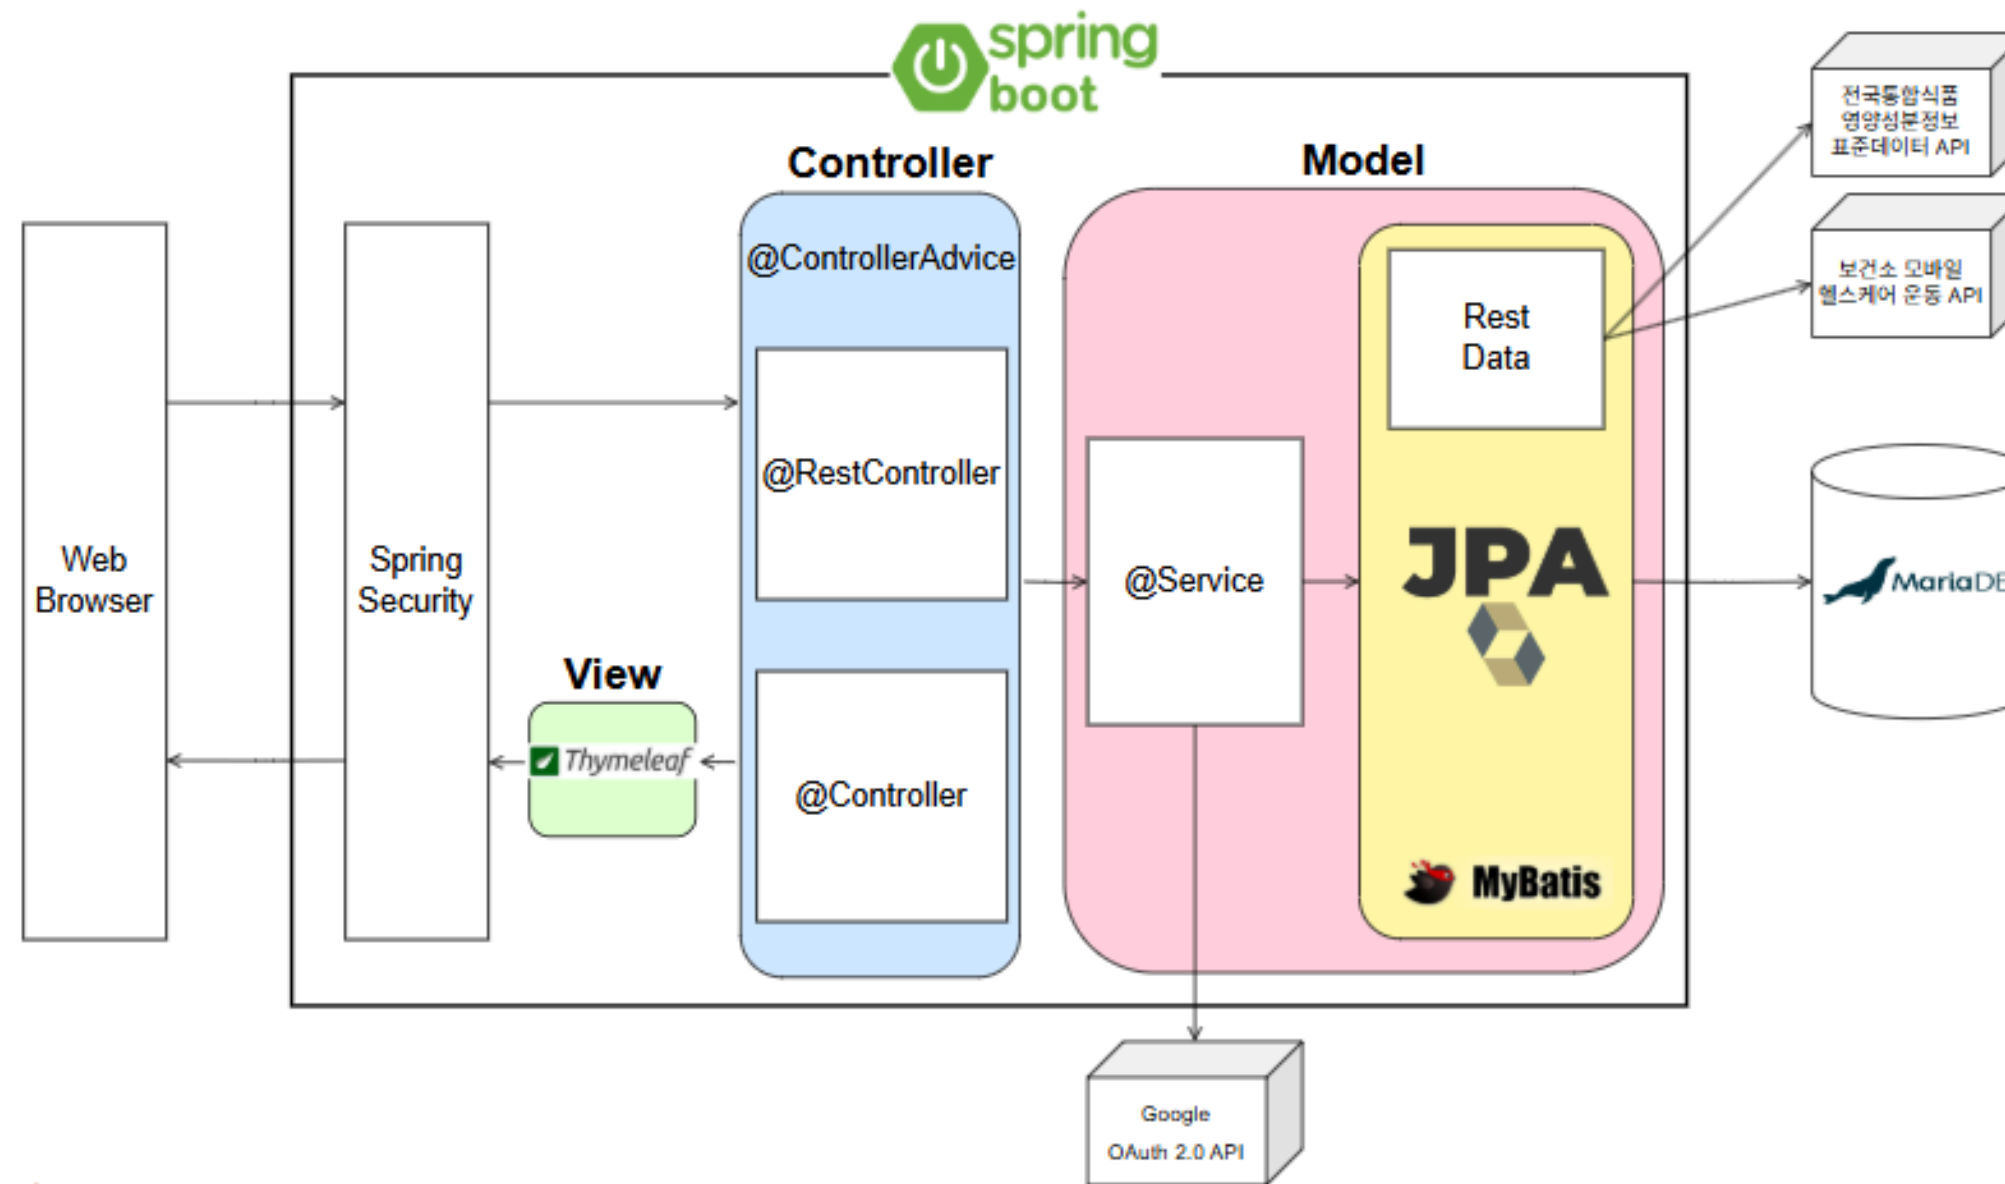 spring
boot
Controller
Model
전국통합식품
영양성분정보
표준데이터 API
@ControllerAdvice
보건소 모바일
헬스케어 운동 API
Rest
Data
@RestController
Web
Browser
Spring
Security
@Service
JPA
MariaDB
View
Thymeleaf
@Controller
MyBatis
Google
OAuth 2.0 API